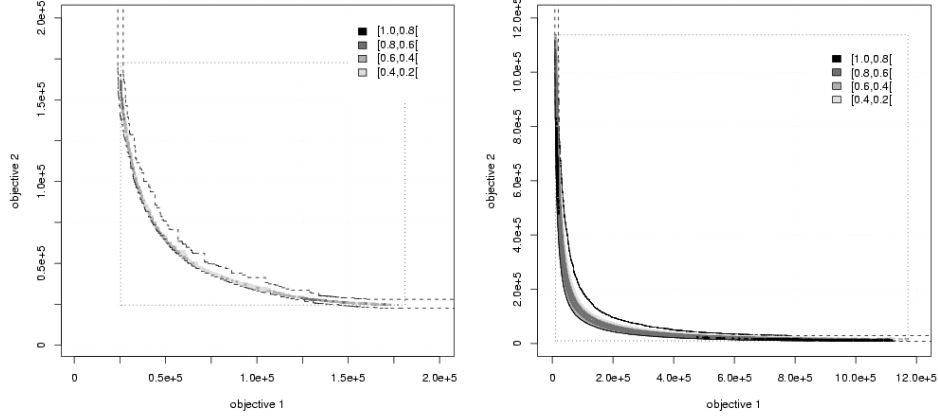 2.0e+5
1.5e+5
1.0e+5
0.5e+5
0
objective 2
[1.0,0.8[
[0.8,0.6[
[0.6,0.4[
[0.4,0.2[
0
0.5e+5
1.0e+5
1.5e+5
2.0e+5
objective 1
12.0e+5
10.0e+5
8.0e+5
6.0e+5
4.0e+5
2.0e+5
0
objective 2
[1.0,0.8[
[0.8,0.6[
[0.6,0.4[
[0.4,0.2[
0
2.0e+5
4.0e+5
6.0e+5
8.0e+5
10.0e+5
12.0e+5
objective 1